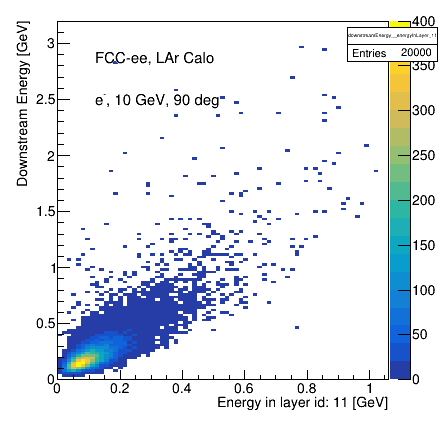 downstreamEnergy__energyInLayer_11
Entries 20000
FCC-ee, LAr Calo
e-, 10 GeV, 90 deg
Downstream Energy [GeV]
3
2.5
2
1.5
1
0.5
0
0 0.2 0.4 0.6 0.8 1
Energy in layer id: 11 [GeV]
400
350
300
250
200
150
100
50
0